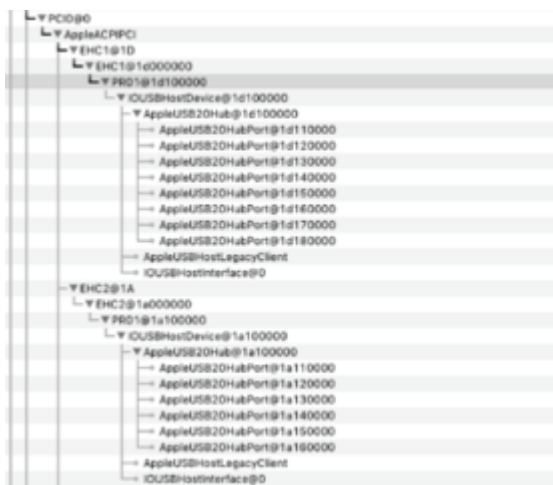 PCI0@0
AppleACPIPCI
EHC1@1D
EHC1@1d000000
PR01@1d100000
IOUSBHostDevice@1d100000
AppleUSB20Hub@1d100000
AppleUSB20HubPort@1d110000
AppleUSB20HubPort@1d120000
AppleUSB20HubPort@1d130000
AppleUSB20HubPort@1d140000
AppleUSB20HubPort@1d150000
AppleUSB20HubPort@1d160000
AppleUSB20HubPort@1d170000
AppleUSB20HubPort@1d180000
AppleUSBHostLegacyClient
IOUSBHostInterface@0
EHC2@1A
EHC2@1a000000
PR01@1a100000
IOUSBHostDevice@1a100000
AppleUSB20Hub@1a100000
AppleUSB20HubPort@1a110000
AppleUSB20HubPort@1a120000
AppleUSB20HubPort@1a130000
AppleUSB20HubPort@1a140000
AppleUSB20HubPort@1a150000
AppleUSB20HubPort@1a160000
AppleUSBHostLegacyClient
IOUSBHostInterface@0